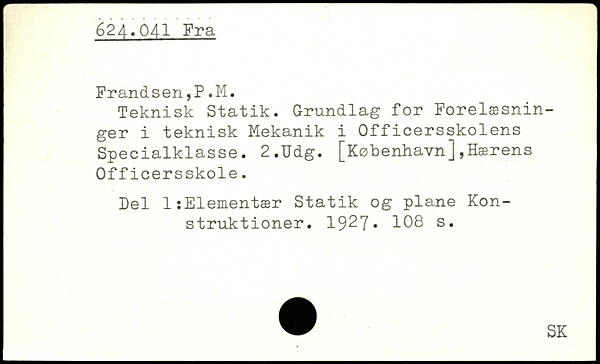 624.041 Fra
Frandsen,P.M.
Teknisk Statik. Grundlag for Forelæsnin-
ger i teknisk Mekanik i Officersskolens
Specialklasse. 2.Udg. [København],Hærens
Officersskole.
Del 1:Elementær Statik og plane Kon-
struktioner. 1927. 108 s.
SK